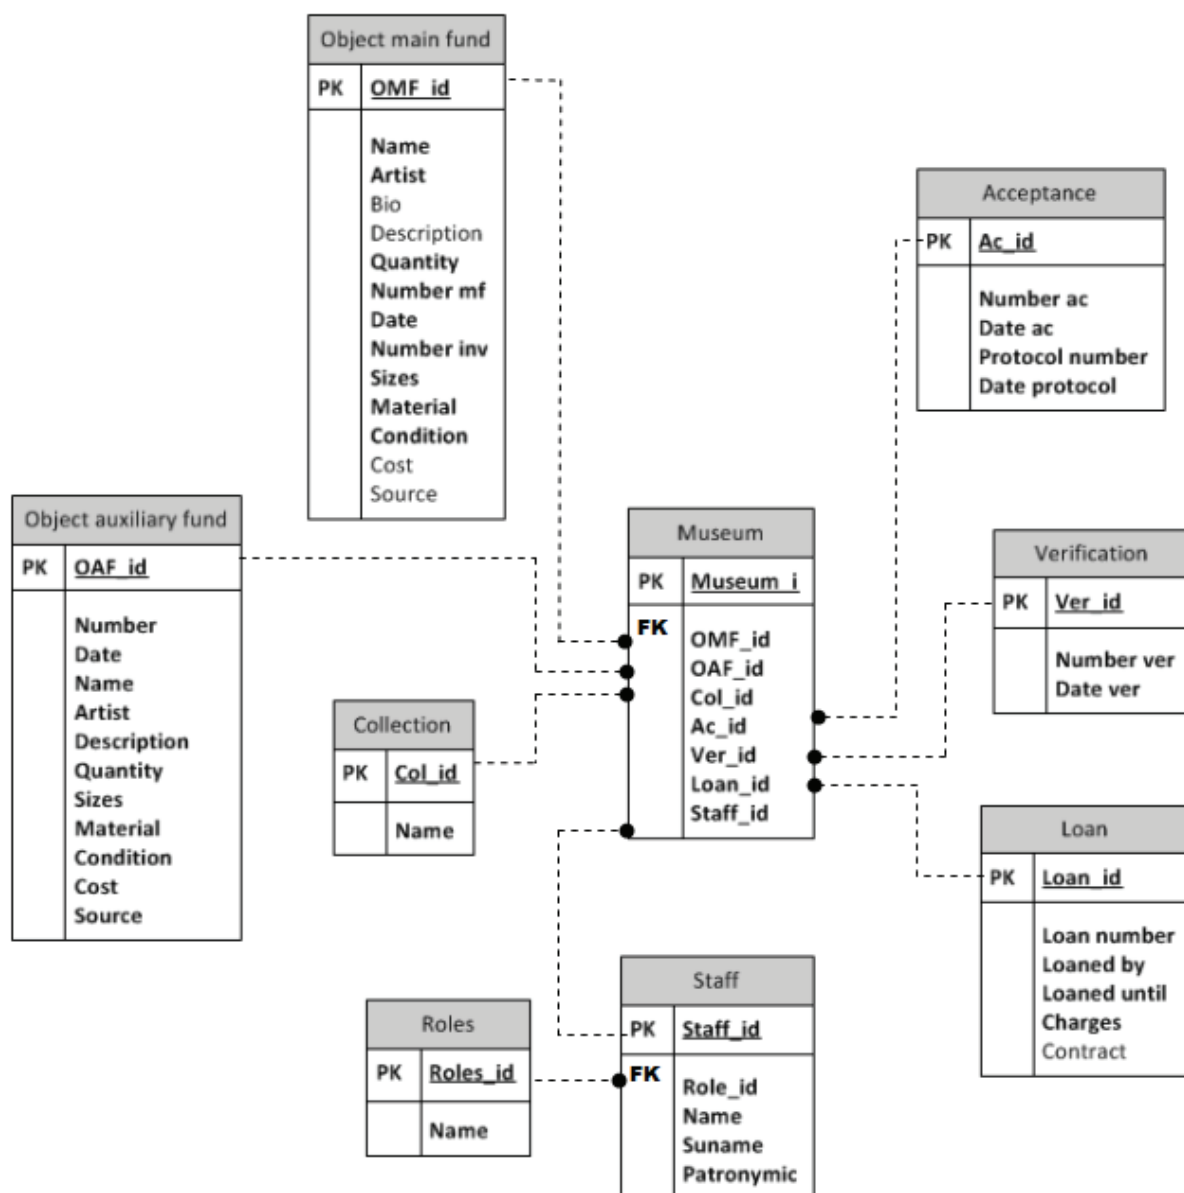 Object main fund
PK OMF_id
Name
Artist
Bio
Description
Quantity
Number mf
Date
Number inv
Sizes
Material
Condition
Cost
Source
Acceptance
PK Ac_id
Number ac
Date ac
Protocol number
Date protocol
Object auxiliary fund
PK OAF_id
Number
Date
Name
Artist
Description
Quantity
Sizes
Material
Condition
Cost
Source
Museum
PK Museum_i
FK OMF_id
OAF_id
Col_id
Ac_id
Ver_id
Loan_id
Staff_id
Verification
PK Ver_id
Number ver
Date ver
Collection
PK Col_id
Name
Loan
PK Loan_id
Loan number
Loaned by
Loaned until
Charges
Contract
Staff
PK Staff_id
FK Role_id
Name
Suname
Patronymic
Roles
PK Roles_id
Name